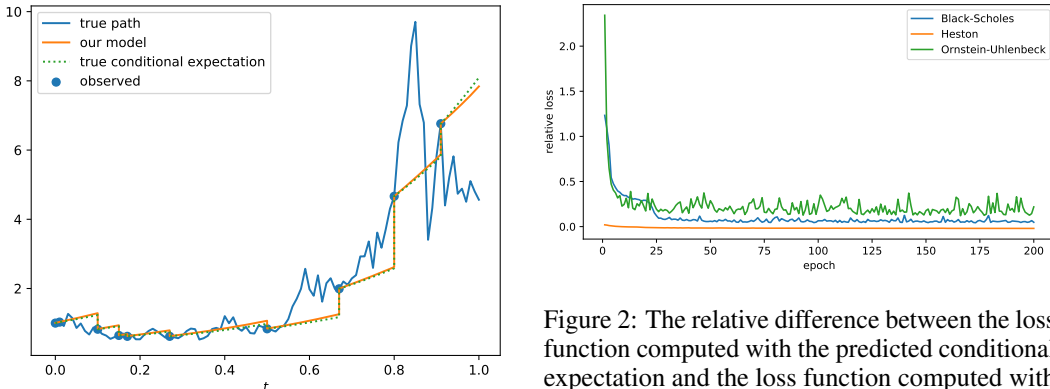 10
8
6
4
2
0.0 0.2 0.4 0.6 0.8 1.0
t
true path
our model
true conditional expectation
observed
relative loss
2.0
1.5
1.0
0.5
0.0
0 25 50 75 100 125 150 175 200
epoch
Black-Scholes
Heston
Ornstein-Uhlenbeck
Figure 2: The relative difference between the loss
function computed with the predicted conditional
expectation and the loss function computed with